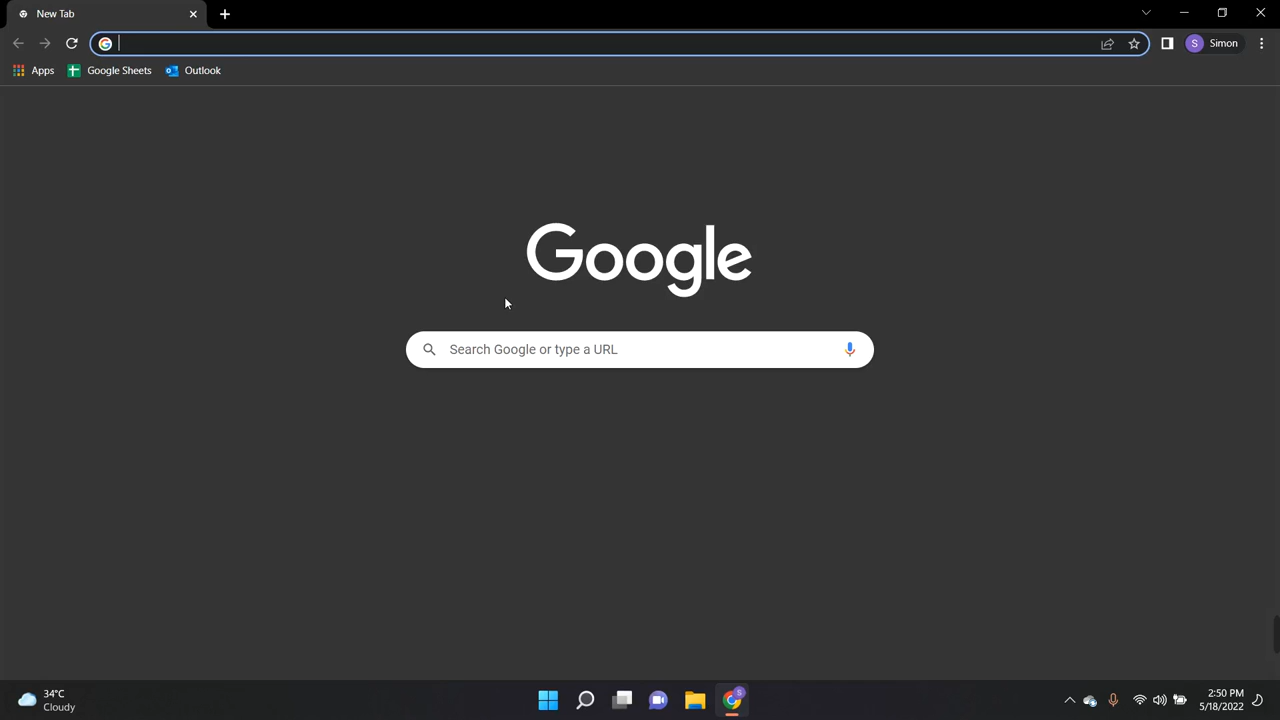 New Tab
S Simon
Apps Google Sheets Outlook
Google
Search Google or type a URL
34°C
Cloudy
S
2:50 PM
5/18/2022